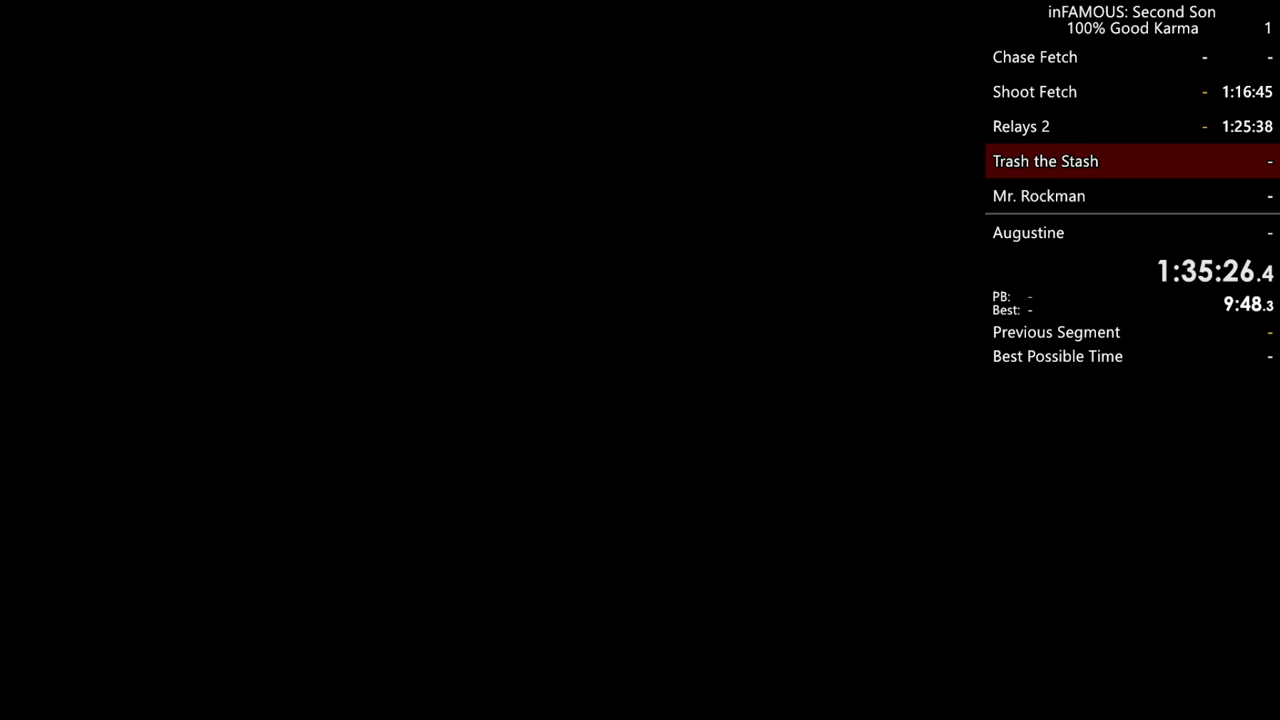 inFAMOUS: Second Son
100% Good Karma 1
Chase Fetch - -
Shoot Fetch - 1:16:45
Relays 2 - 1:25:38
Trash the Stash -
Mr. Rockman -
Augustine -
1:35:26.4
PB: -
Best: -
9:48.3
Previous Segment -
Best Possible Time -